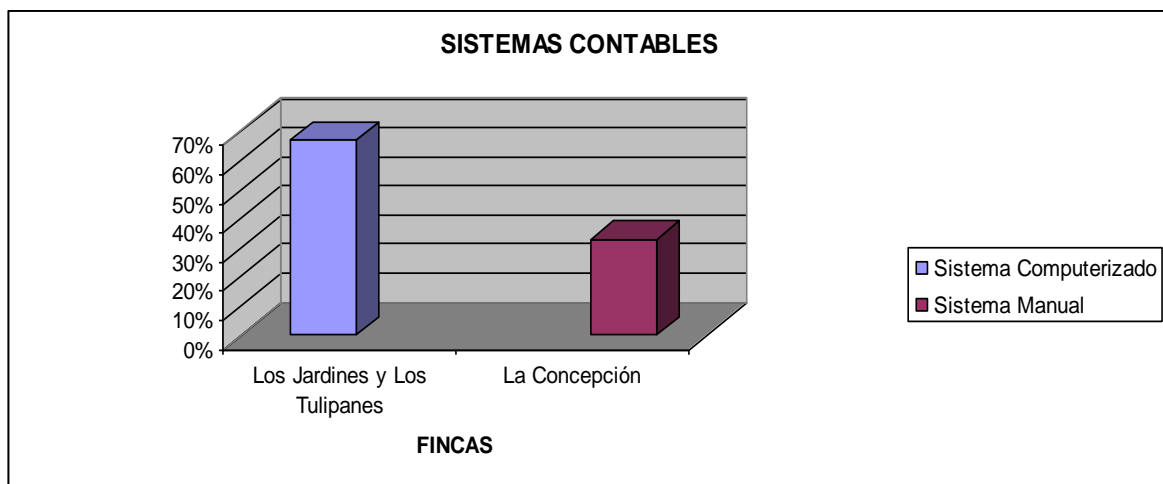 SISTEMAS CONTABLES
70%
60%
50%
40%
30%
20%
10%
0%
Los Jardines y Los
Tulipanes
La Concepción
FINCAS
Sistema Computerizado
Sistema Manual